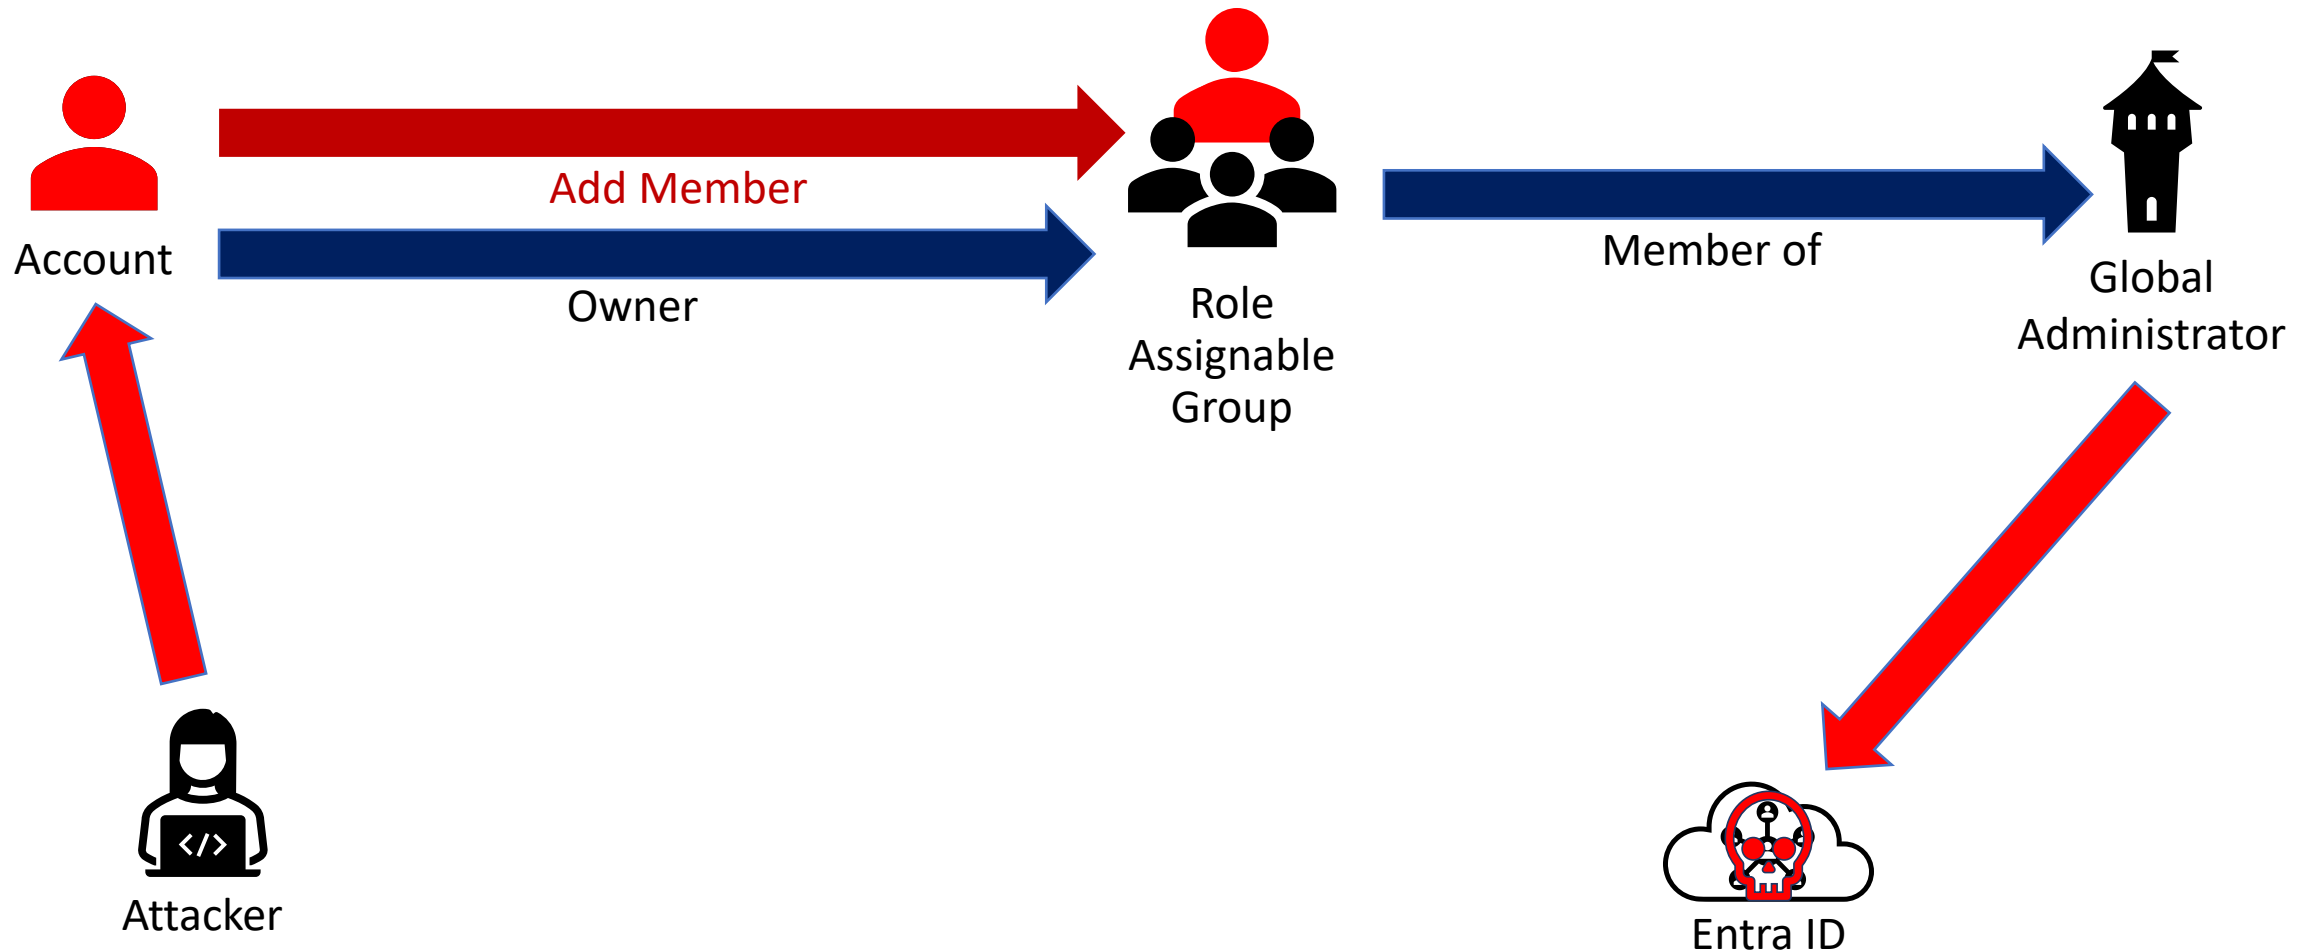 Add Member
Account
Owner
Role
Assignable
Group
Member of
Global
Administrator
</>
Attacker
Entra ID